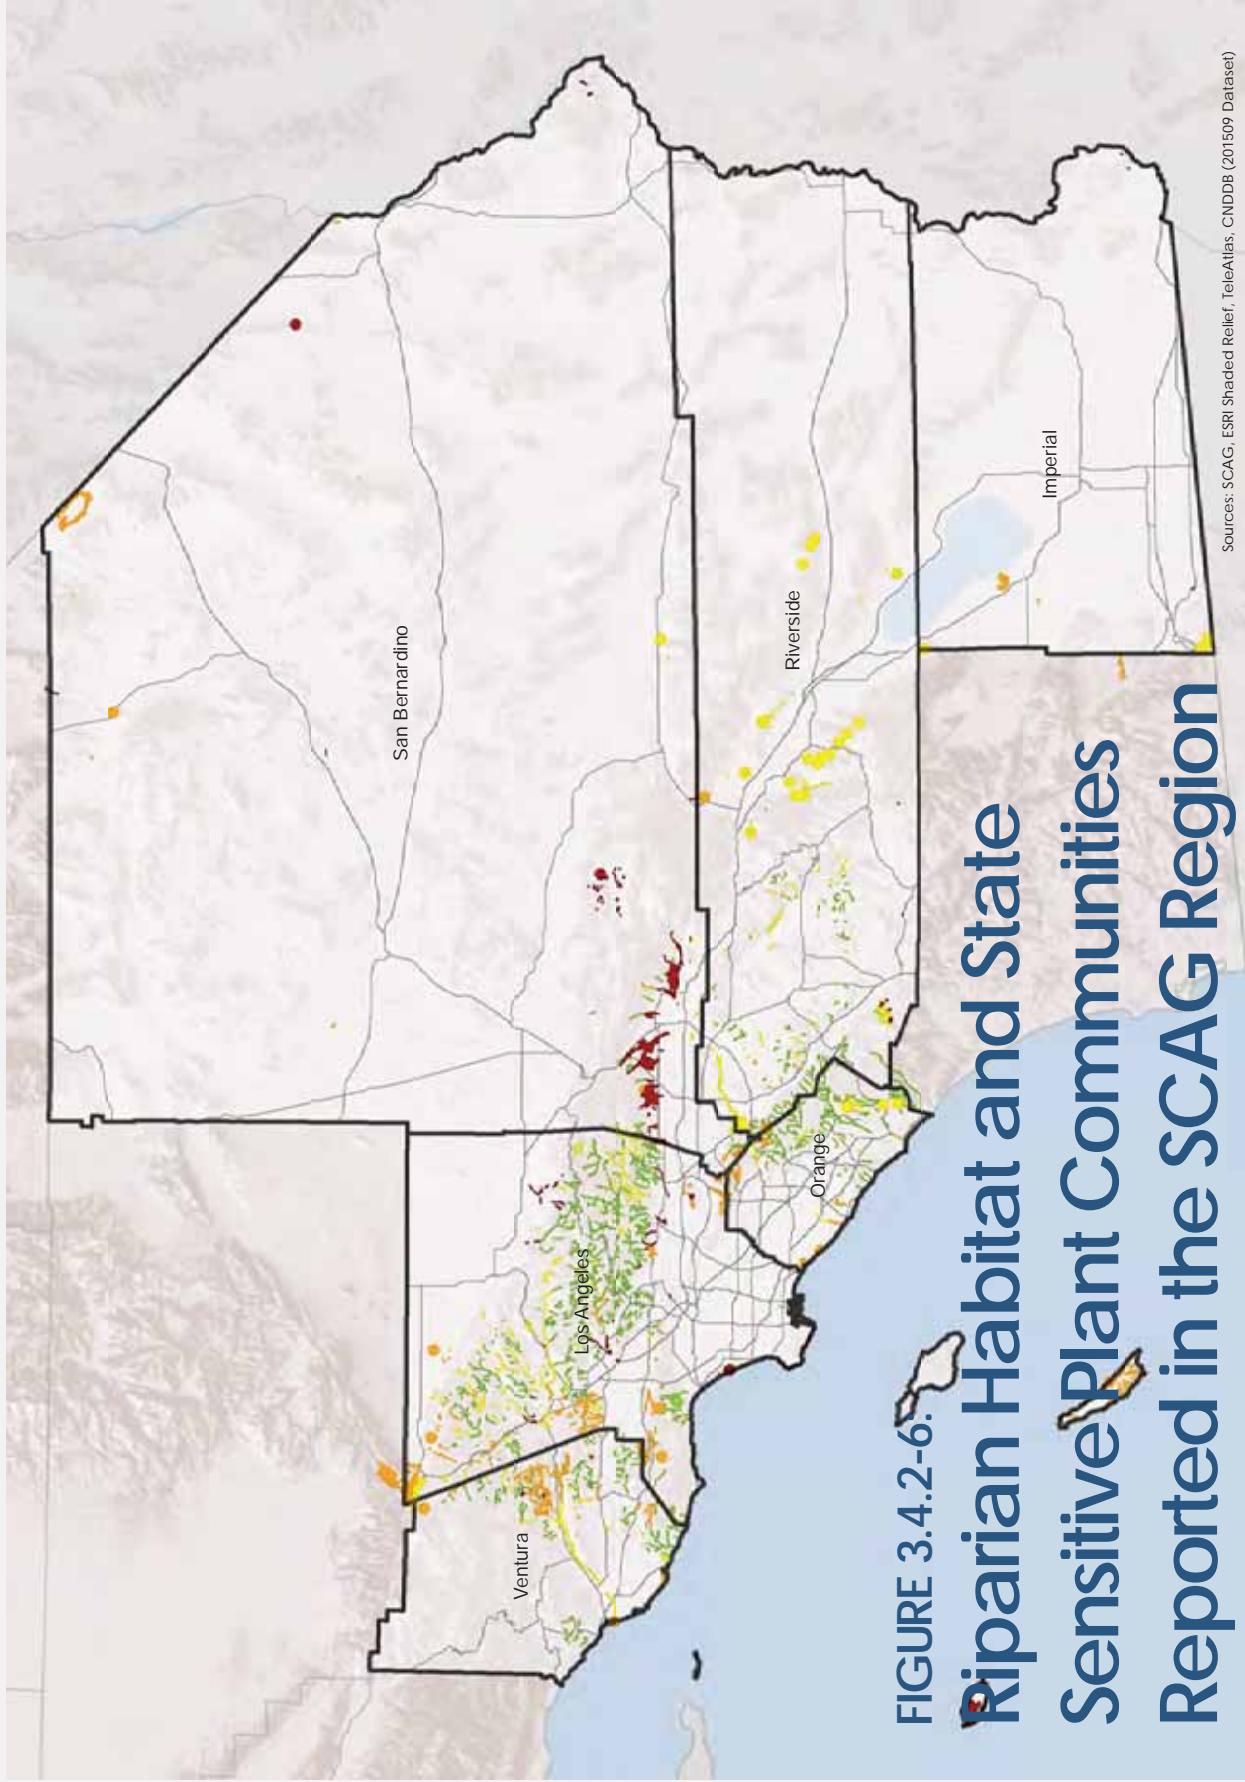 San Bernardino
Los Angeles
Ventura
Orange
Riverside
Imperial
FIGURE 3.4.2-6:
Riparian Habitat and State
Sensitive Plant Communities
Reported in the SCAG Region
Sources: SCAG, ESRI Shaded Relief, TeleAtlas, CNDDB (201509 Dataset)